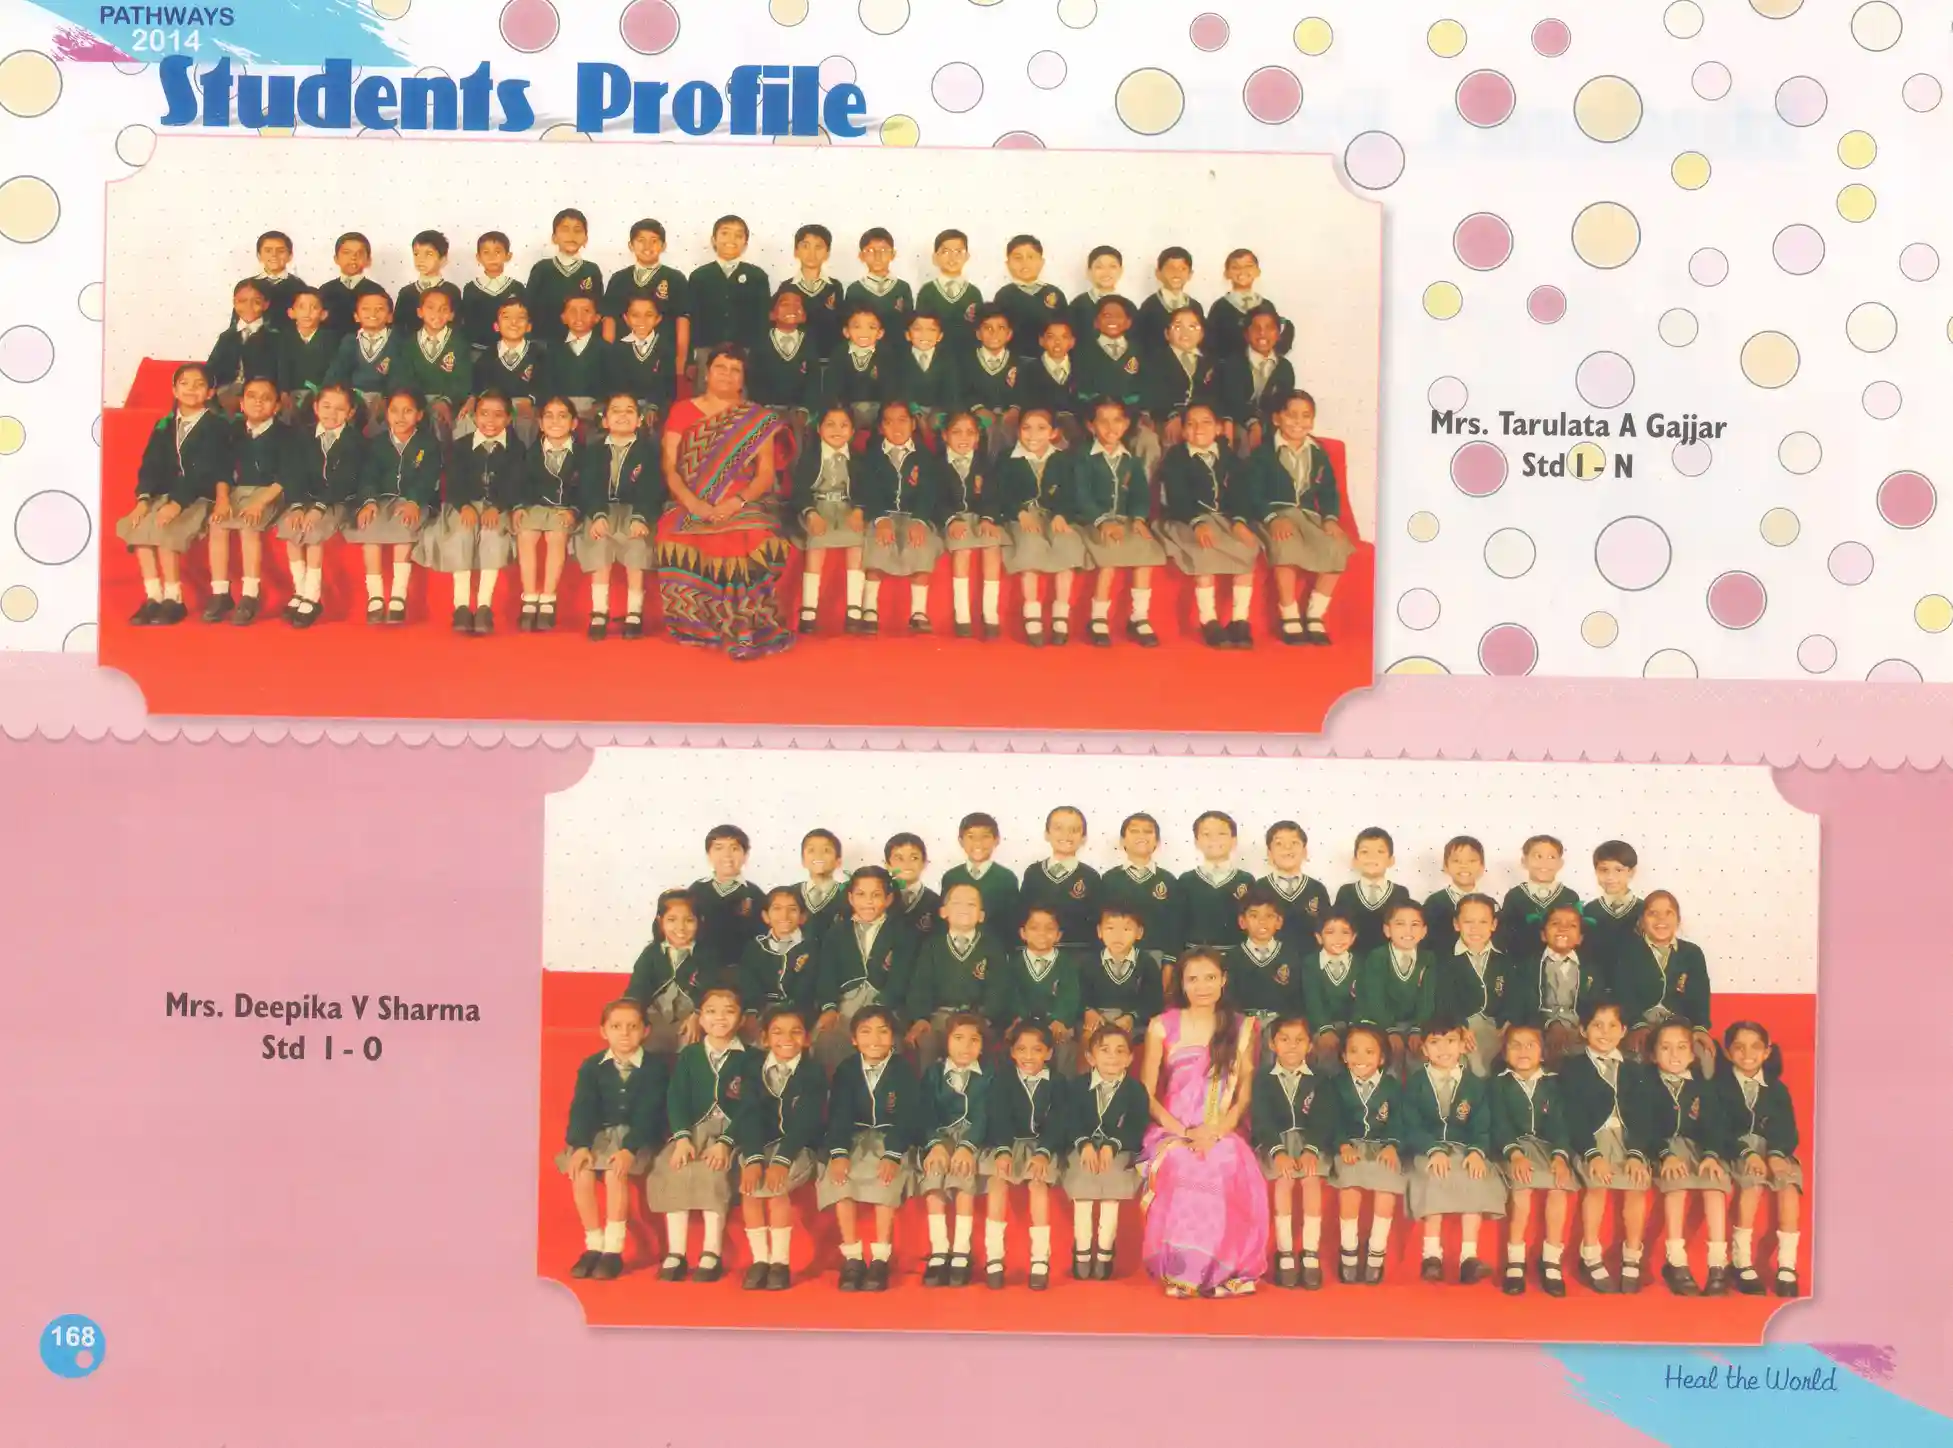 PATHWAYS
2014
Students Profile
Mrs. Tarulata A Gajjar
Std I - N
Mrs. Deepika V Sharma
Std I - O
168
Heal the World